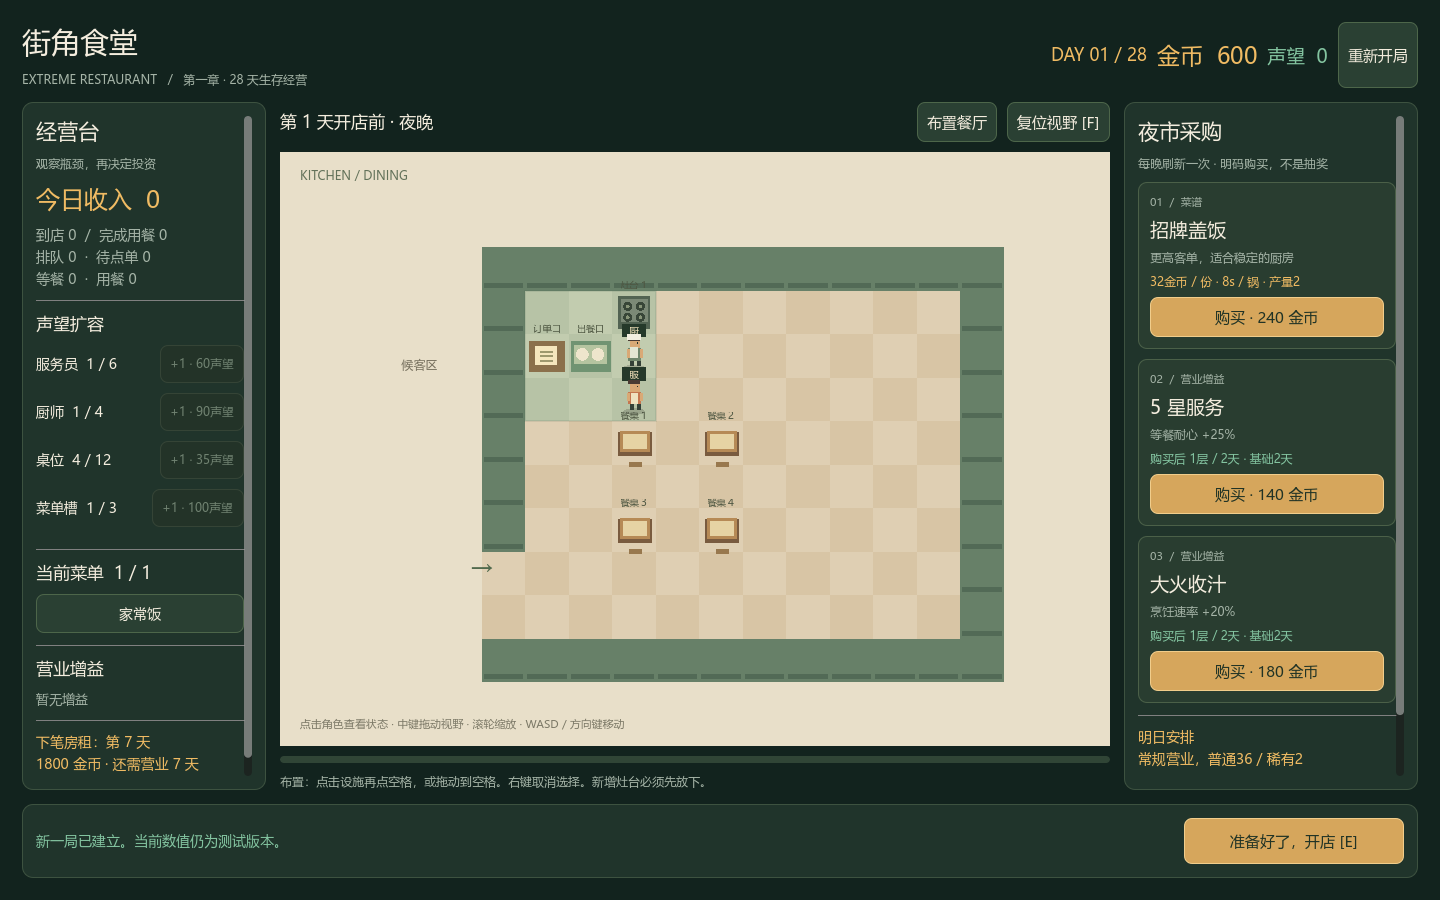 街角食堂
EXTREME RESTAURANT / 第一章 · 28 天生存经营
DAY 01 / 28 金币 600 声望 0
重新开局
经营台
观察瓶颈，再决定投资
今日收入 0
到店 0 / 完成用餐 0
排队 0 · 待点单 0
等餐 0 · 用餐 0
声望扩容
服务员 1 / 6 +1 · 60声望
厨师 1 / 4 +1 · 90声望
桌位 4 / 12 +1 · 35声望
菜单槽 1 / 3 +1 · 100声望
当前菜单 1 / 1
家常饭
营业增益
暂无增益
下笔房租：第 7 天
1800 金币 · 还需营业 7 天
第 1 天开店前 · 夜晚
布置餐厅
复位视野 [F]
KITCHEN / DINING
订单口
出餐口
厨
服
候客区
餐桌 1
餐桌 2
餐桌 3
餐桌 4
→
点击角色查看状态 · 中键拖动视野 · 滚轮缩放 · WASD / 方向键移动
布置：点击设施再点空格，或拖动到空格。右键取消选择。新增灶台必须先放下。
夜市采购
每晚刷新一次 · 明码购买，不是抽奖
01 / 菜谱
招牌盖饭
更高客单，适合稳定的厨房
32金币 / 份 · 8s / 锅 · 产量2
购买 · 240 金币
02 / 营业增益
5 星服务
等餐耐心 +25%
购买后 1层 / 2天 · 基础2天
购买 · 140 金币
03 / 营业增益
大火收汁
烹饪速率 +20%
购买后 1层 / 2天 · 基础2天
购买 · 180 金币
明日安排
常规营业，普通36 / 稀有2
新一局已建立。当前数值仍为测试版本。
准备好了，开店 [E]